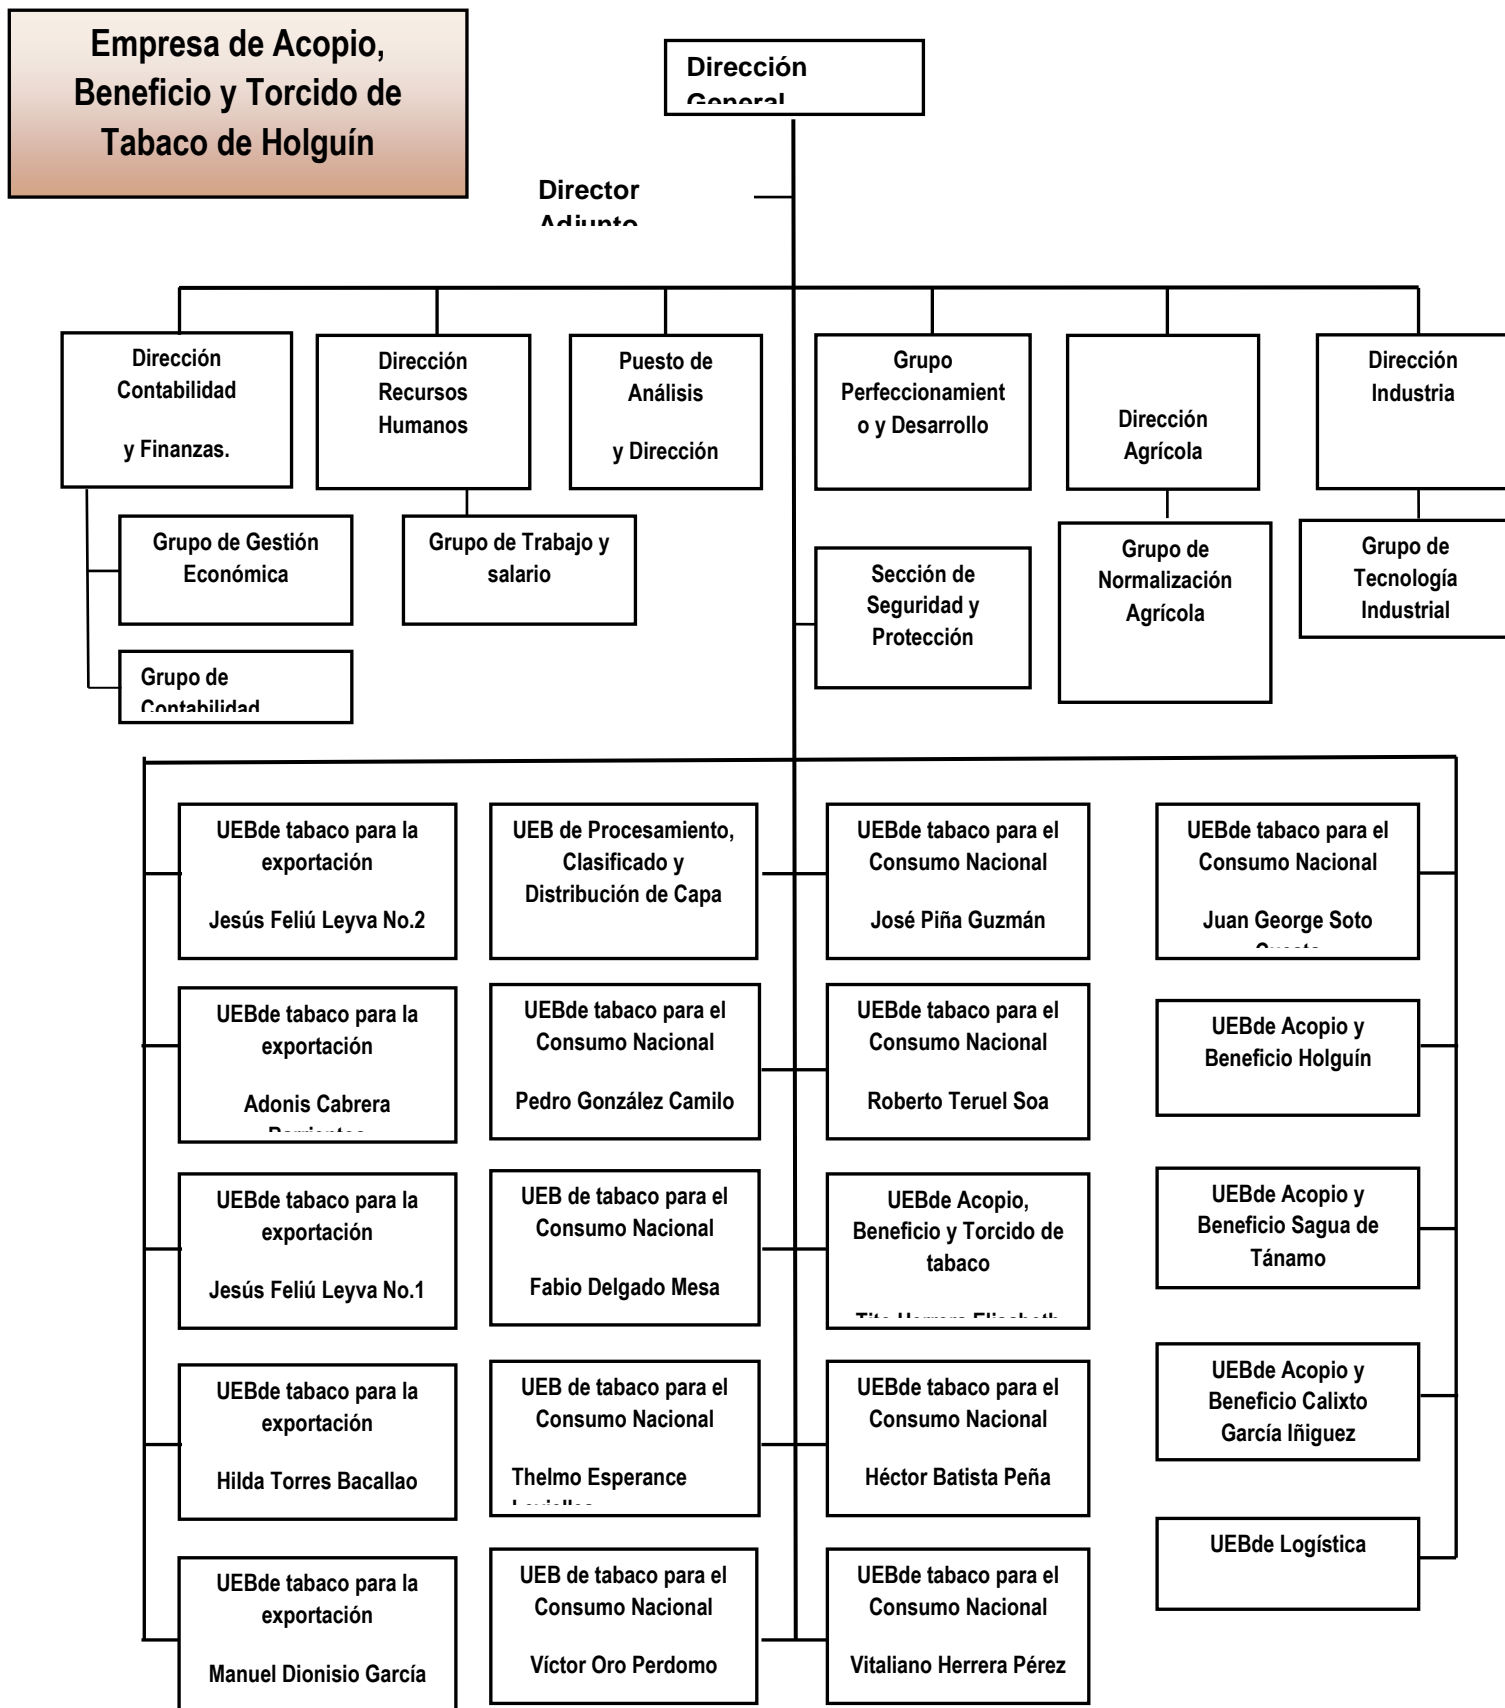 Empresa de Acopio,
Beneficio y Torcido de
Tabaco de Holguín
Dirección
General
Director
Adjunto
Dirección
Contabilidad
y Finanzas.
Dirección
Recursos
Humanos
Puesto de
Análisis
y Dirección
Grupo
Perfeccionamient
o y Desarrollo
Dirección
Agrícola
Dirección
Industria
Grupo de Gestión
Económica
Grupo de Trabajo y
salario
Sección de
Seguridad y
Protección
Grupo de
Normalización
Agrícola
Grupo de
Tecnología
Industrial
Grupo de
Contabilidad
UEBde tabaco para la
exportación
Jesús Feliú Leyva No.2
UEB de Procesamiento,
Clasificado y
Distribución de Capa
UEBde tabaco para el
Consumo Nacional
José Piña Guzmán
UEBde tabaco para el
Consumo Nacional
Juan George Soto
UEBde tabaco para la
exportación
Adonis Cabrera
Barrientos
UEBde tabaco para el
Consumo Nacional
Pedro González Camilo
UEBde tabaco para el
Consumo Nacional
Roberto Teruel Soa
UEBde Acopio y
Beneficio Holguín
UEBde tabaco para la
exportación
Jesús Feliú Leyva No.1
UEB de tabaco para el
Consumo Nacional
Fabio Delgado Mesa
UEBde Acopio,
Beneficio y Torcido de
tabaco
Tito Herrera Elisabeth
UEBde Acopio y
Beneficio Sagua de
Tánamo
UEBde tabaco para la
exportación
Hilda Torres Bacallao
UEB de tabaco para el
Consumo Nacional
Thelmo Esperance
UEBde tabaco para el
Consumo Nacional
Héctor Batista Peña
UEBde Acopio y
Beneficio Calixto
García Iñiguez
UEBde tabaco para la
exportación
Manuel Dionisio García
UEB de tabaco para el
Consumo Nacional
Víctor Oro Perdomo
UEBde tabaco para el
Consumo Nacional
Vitaliano Herrera Pérez
UEBde Logística